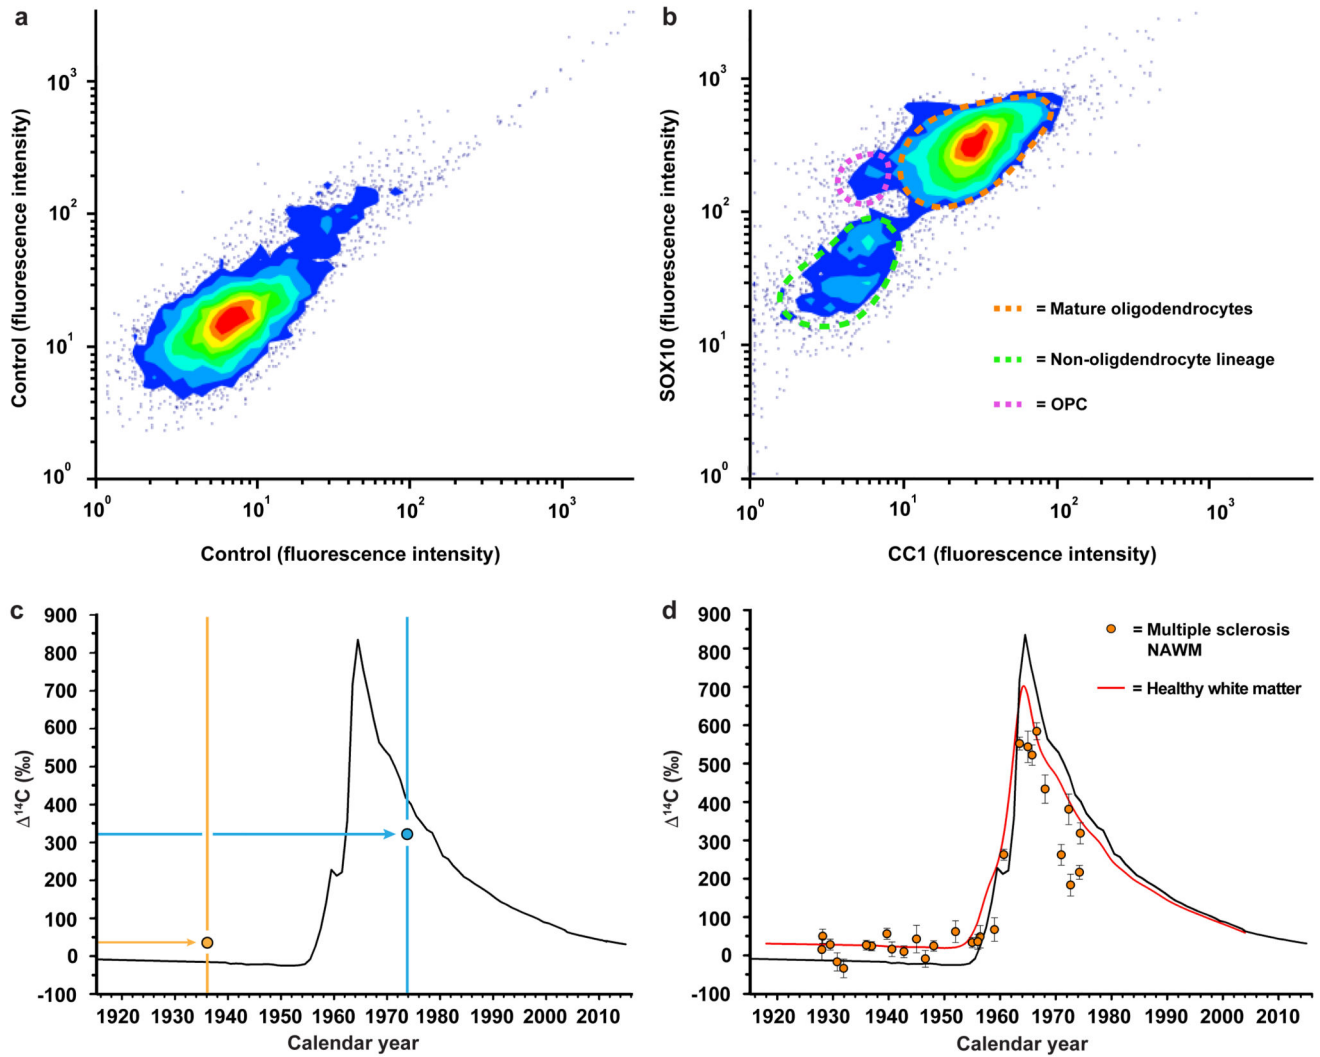 a
Control (fluorescence intensity)
10³
10²
10¹
10⁰
10⁰
10¹
10²
10³
Control (fluorescence intensity)
b
SOX10 (fluorescence intensity)
10³
10²
10¹
10⁰
= Mature oligodendrocytes
= Non-oligdendrocyte lineage
= OPC
10⁰
10¹
10²
10³
CC1 (fluorescence intensity)
c
Δ¹⁴C (‰)
900
800
700
600
500
400
300
200
100
0
-100
1920 1930 1940 1950 1960 1970 1980 1990 2000 2010
Calendar year
d
Δ¹⁴C (‰)
900
800
700
600
500
400
300
200
100
0
-100
= Multiple sclerosis
NAWM
= Healthy white matter
1920 1930 1940 1950 1960 1970 1980 1990 2000 2010
Calendar year